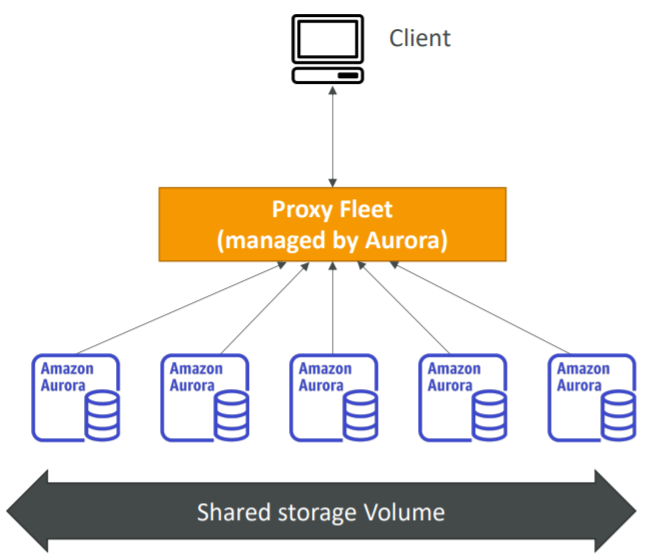 Client
Proxy Fleet
(managed by Aurora)
Amazon
Aurora
Amazon
Aurora
Amazon
Aurora
Amazon
Aurora
Amazon
Aurora
Shared storage Volume